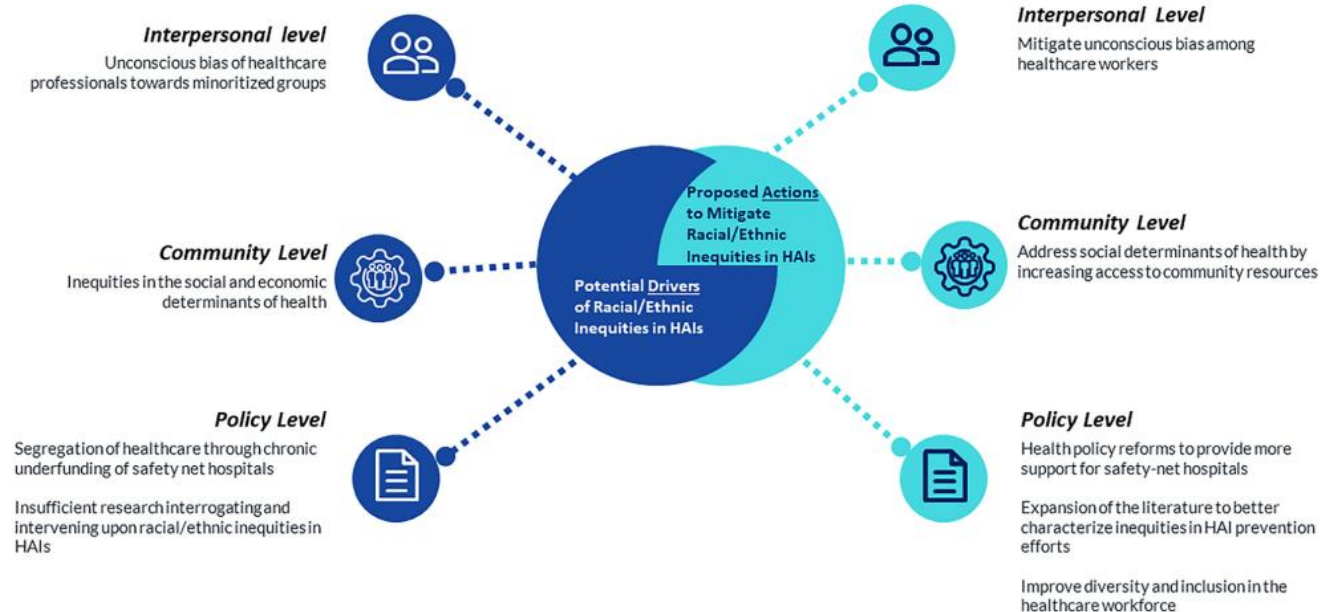 Interpersonal level
Unconscious bias of healthcare
professionals towards minoritized groups
Community Level
Inequities in the social and economic
determinants of health
Policy Level
Segregation of healthcare through chronic
underfunding of safety net hospitals
Insufficient research interrogating and
intervening upon racial/ethnic inequities in
HAIs
Potential Drivers
of Racial/Ethnic
Inequities in HAIs
Proposed Actions
to Mitigate
Racial/Ethnic
Inequities in HAIs
Interpersonal Level
Mitigate unconscious bias among
healthcare workers
Community Level
Address social determinants of health by
increasing access to community resources
Policy Level
Health policy reforms to provide more
support for safety-net hospitals
Expansion of the literature to better
characterize inequities in HAI prevention
efforts
Improve diversity and inclusion in the
healthcare workforce